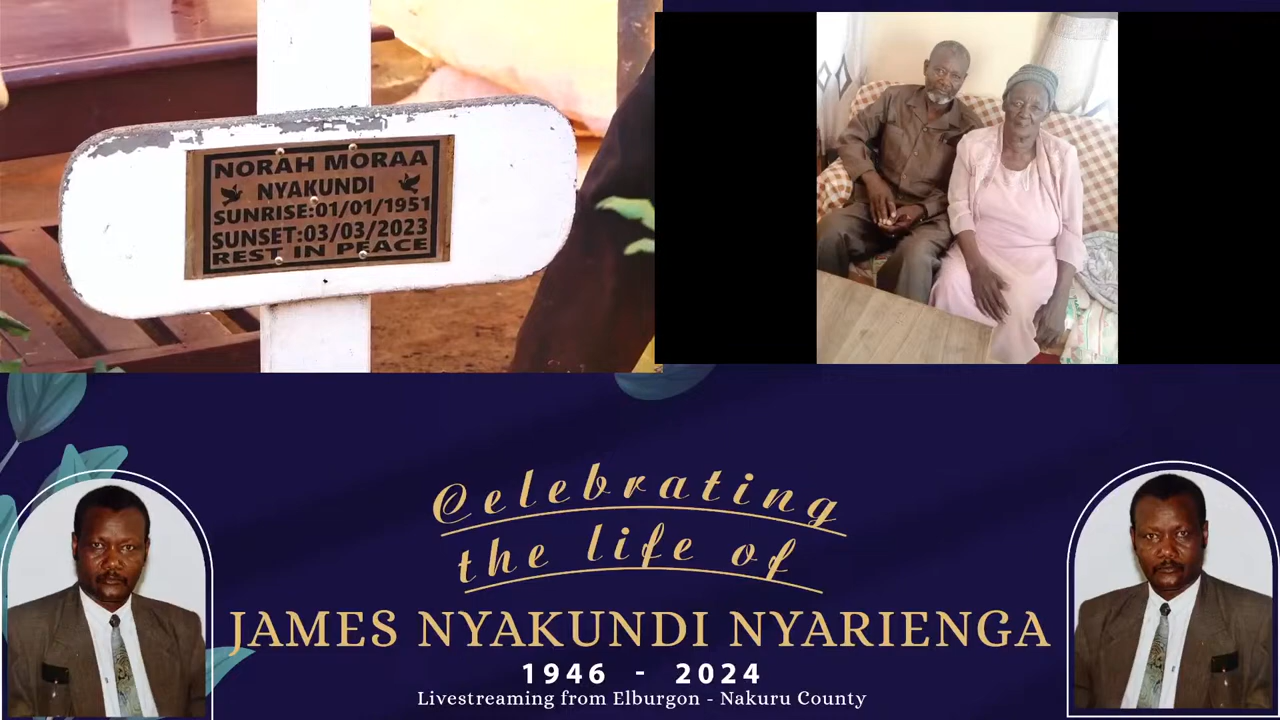 NORAH MORAA
NYAKUNDI
SUNRISE:01/01/1951
SUNSET:03/03/2023
REST IN PEACE
Celebrating
the life of
JAMES NYAKUNDI NYARIENGA
1946 - 2024
Livestreaming from Elburgon - Nakuru County